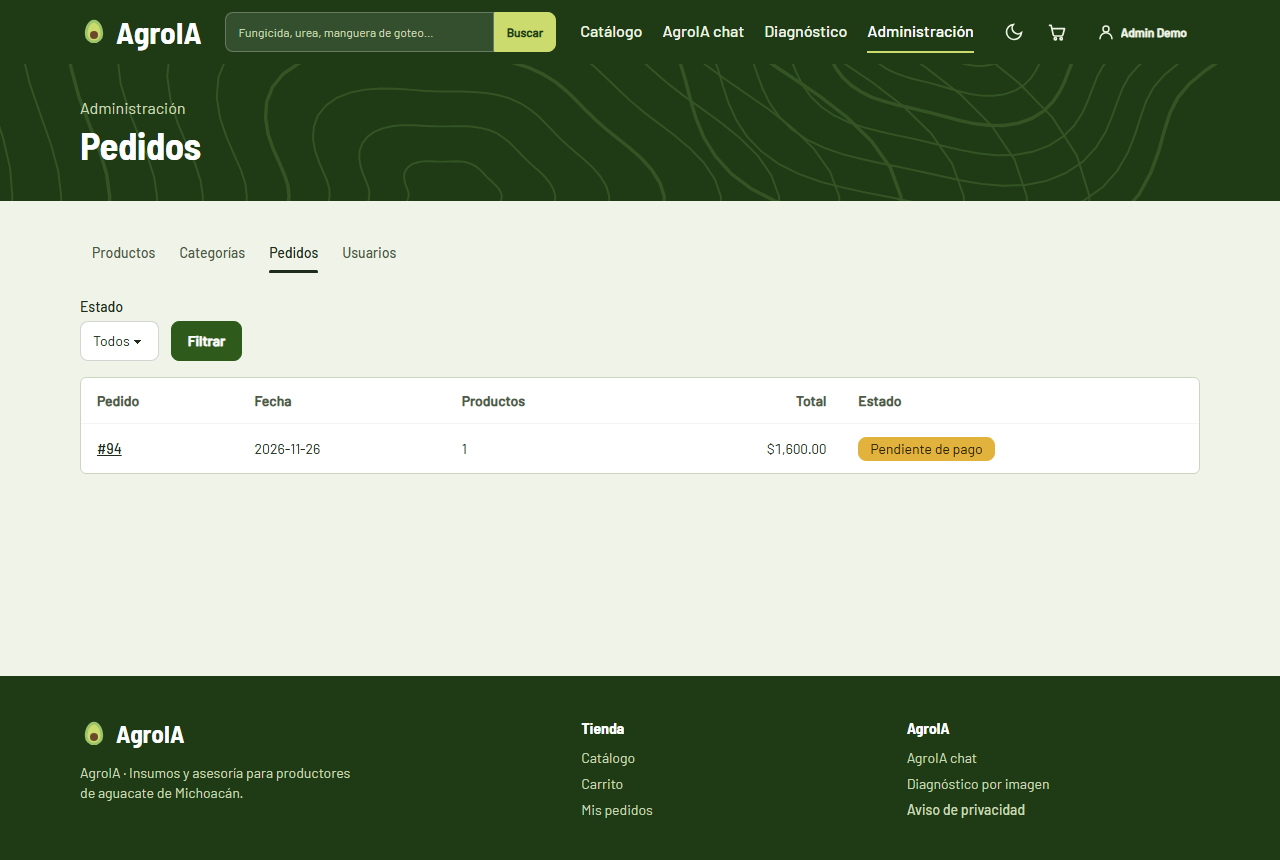 AgroIA
Fungicida, urea, manguera de goteo...
Buscar
Catálogo
AgroIA chat
Diagnóstico
Administración
Admin Demo
Administración
Pedidos
Productos
Categorías
Pedidos
Usuarios
Estado
Todos
Filtrar
Pedido Fecha Productos Total Estado
#94 2026-11-26 1 $1,600.00 Pendiente de pago
AgroIA
AgroIA · Insumos y asesoría para productores
de aguacate de Michoacán.
Tienda
Catálogo
Carrito
Mis pedidos
AgroIA
AgroIA chat
Diagnóstico por imagen
Aviso de privacidad